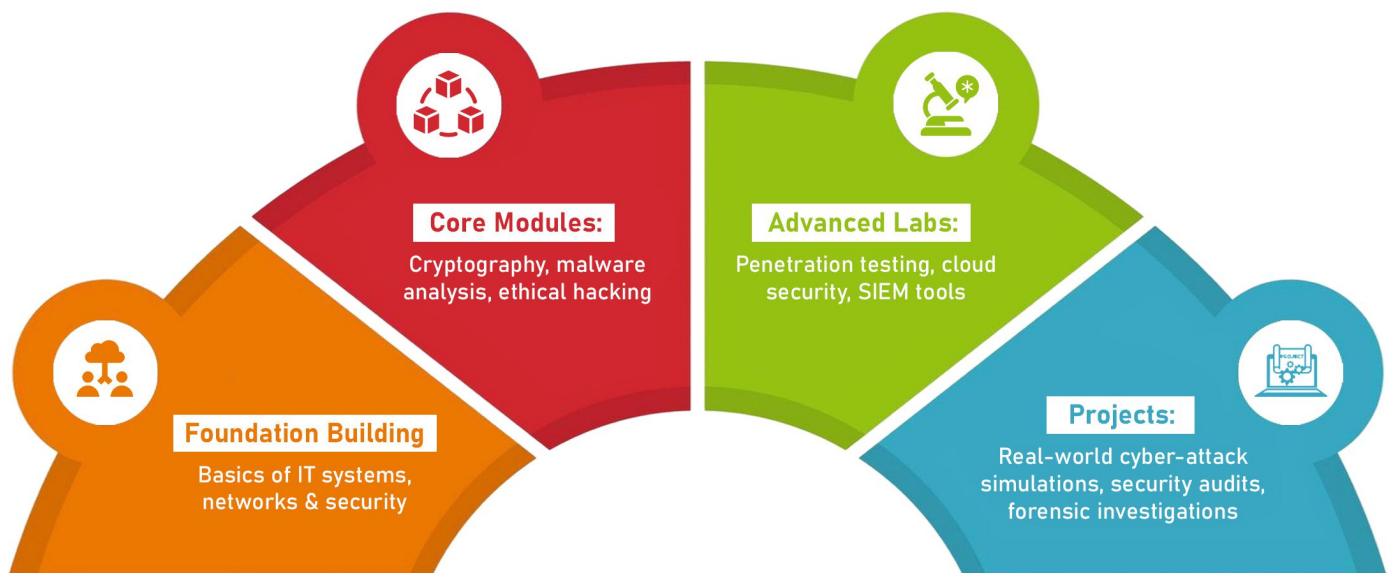 Foundation Building
Basics of IT systems,
networks & security
Core Modules:
Cryptography, malware
analysis, ethical hacking
Advanced Labs:
Penetration testing, cloud
security, SIEM tools
PROJECT
Projects:
Real-world cyber-attack
simulations, security audits,
forensic investigations